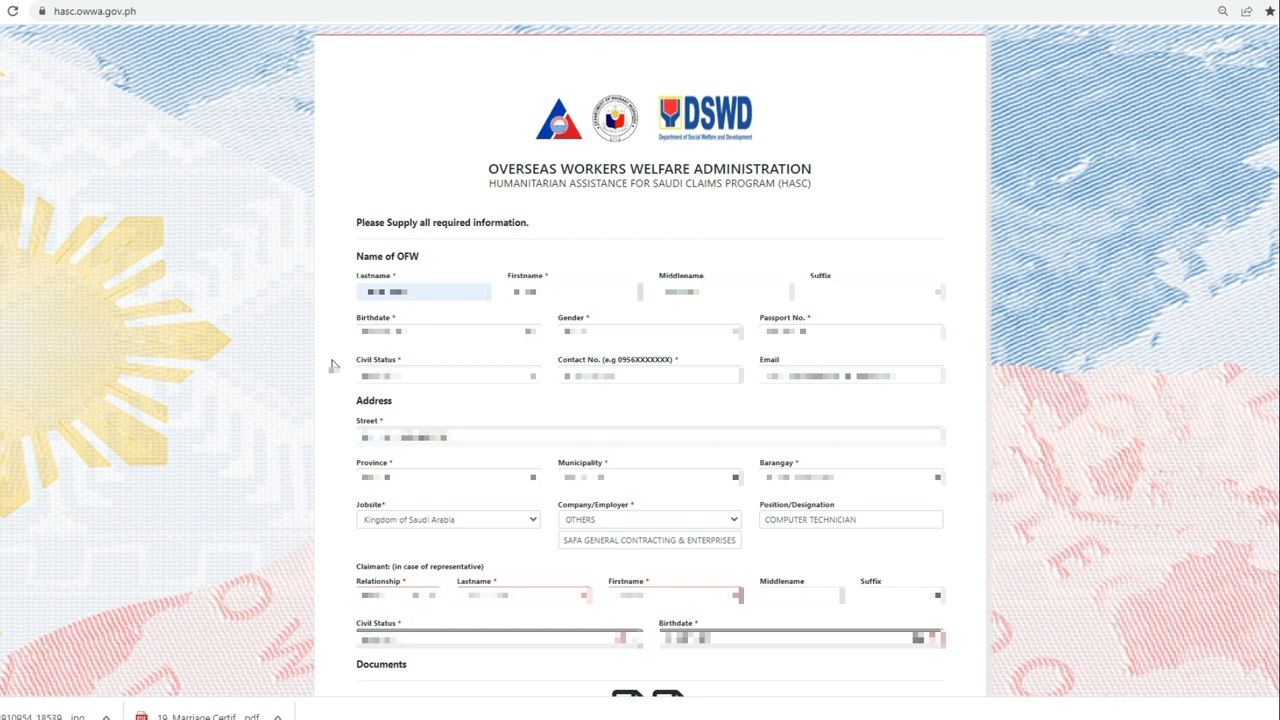 hasc.owwa.gov.ph
DSWD
Department of Social Welfare and Development
OVERSEAS WORKERS WELFARE ADMINISTRATION
HUMANITARIAN ASSISTANCE FOR SAUDI CLAIMS PROGRAM (HASC)
Please Supply all required information.
Name of OFW
Lastname * Firstname * Middlename Suffix
Birthdate * Gender * Passport No. *
Civil Status * Contact No. (e.g 0956XXXXXXX) * Email
Address
Street *
Province * Municipality * Barangay *
Jobsite* Company/Employer * Position/Designation
Kingdom of Saudi Arabia OTHERS COMPUTER TECHNICIAN
SAFA GENERAL CONTRACTING & ENTERPRISES
Claimant: (in case of representative)
Relationship * Lastname * Firstname * Middlename Suffix
Civil Status * Birthdate *
Documents
910954_18539_...jpg 19. Marriage Certif...pdf